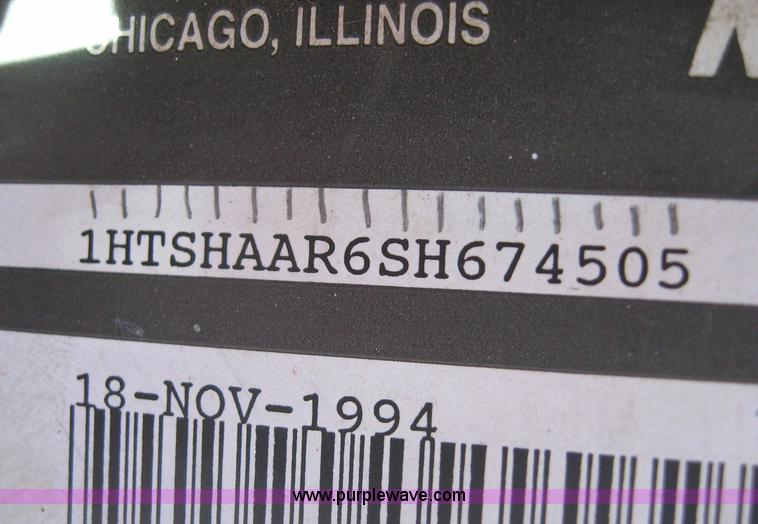 CHICAGO, ILLINOIS
1HTSHAAR6SH674505
18-NOV-1994
www.purplewave.com